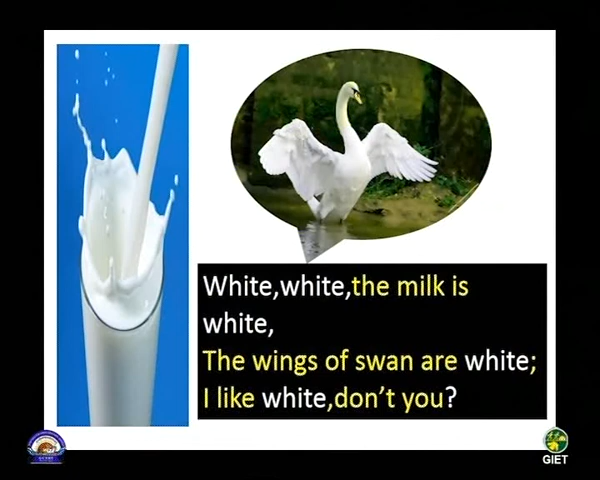 White,white,the milk is
white,
The wings of swan are white;
I like white,don't you?
GIET